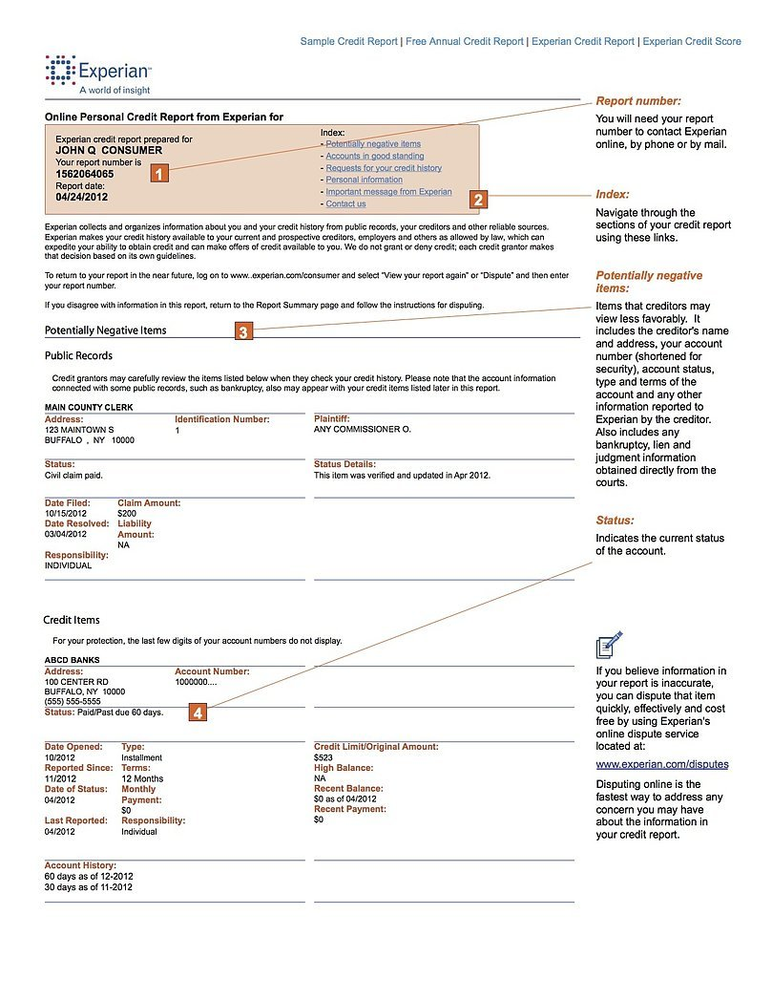 Sample Credit Report | Free Annual Credit Report | Experian Credit Report | Experian Credit Score
Experian™
A world of insight
Online Personal Credit Report from Experian for
Experian credit report prepared for
JOHN Q CONSUMER
Your report number is
1562064065
Report date:
04/24/2012
1
Index:
- Potentially negative items
- Accounts in good standing
- Requests for your credit history
- Personal information
- Important message from Experian
- Contact us
2
Experian collects and organizes information about you and your credit history from public records, your creditors and other reliable sources.
Experian makes your credit history available to your current and prospective creditors, employers and others as allowed by law, which can
expedite your ability to obtain credit and can make offers of credit available to you. We do not grant or deny credit; each credit grantor makes
that decision based on its own guidelines.
To return to your report in the near future, log on to www..experian.com/consumer and select "View your report again" or "Dispute" and then enter
your report number.
If you disagree with information in this report, return to the Report Summary page and follow the instructions for disputing.
Potentially Negative Items
3
Public Records
Credit grantors may carefully review the items listed below when they check your credit history. Please note that the account information
connected with some public records, such as bankruptcy, also may appear with your credit items listed later in this report.
MAIN COUNTY CLERK
Address:
123 MAINTOWN S
BUFFALO , NY 10000
Identification Number:
1
Plaintiff:
ANY COMMISSIONER O.
Status:
Civil claim paid.
Status Details:
This item was verified and updated in Apr 2012.
Date Filed:
10/15/2012
Date Resolved:
03/04/2012
Responsibility:
INDIVIDUAL
Claim Amount:
$200
Liability
Amount:
NA
Credit Items
For your protection, the last few digits of your account numbers do not display.
ABCD BANKS
Address:
100 CENTER RD
BUFFALO, NY 10000
(555) 555-5555
Account Number:
1000000....
Status: Paid/Past due 60 days.
4
Date Opened:
10/2012
Reported Since:
11/2012
Date of Status:
04/2012
Last Reported:
04/2012
Type:
Installment
Terms:
12 Months
Monthly
Payment:
$0
Responsibility:
Individual
Credit Limit/Original Amount:
$523
High Balance:
NA
Recent Balance:
$0 as of 04/2012
Recent Payment:
$0
Account History:
60 days as of 12-2012
30 days as of 11-2012
Report number:
You will need your report
number to contact Experian
online, by phone or by mail.
Index:
Navigate through the
sections of your credit report
using these links.
Potentially negative
items:
Items that creditors may
view less favorably. It
includes the creditor's name
and address, your account
number (shortened for
security), account status,
type and terms of the
account and any other
information reported to
Experian by the creditor.
Also includes any
bankruptcy, lien and
judgment information
obtained directly from the
courts.
Status:
Indicates the current status
of the account.
If you believe information in
your report is inaccurate,
you can dispute that item
quickly, effectively and cost
free by using Experian's
online dispute service
located at:
www.experian.com/disputes
Disputing online is the
fastest way to address any
concern you may have
about the information in
your credit report.